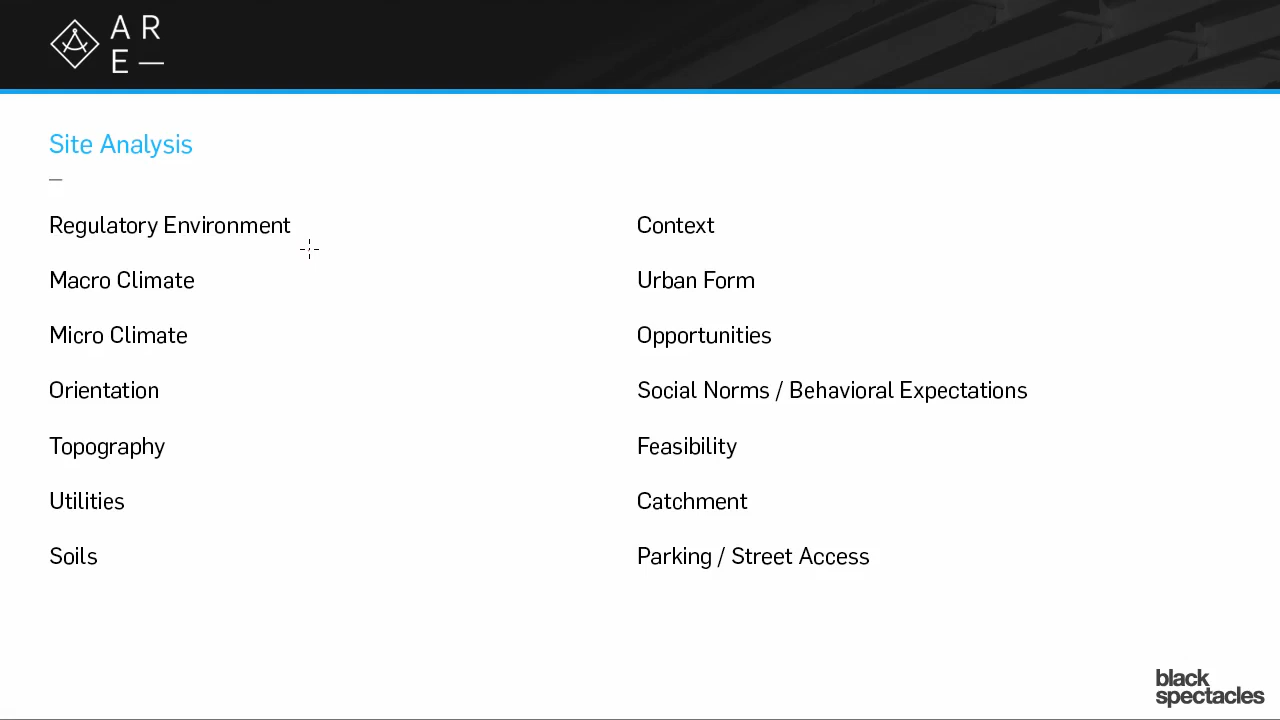 A R
E —
Site Analysis
—
Regulatory Environment
Macro Climate
Micro Climate
Orientation
Topography
Utilities
Soils
Context
Urban Form
Opportunities
Social Norms / Behavioral Expectations
Feasibility
Catchment
Parking / Street Access
black
spectacles